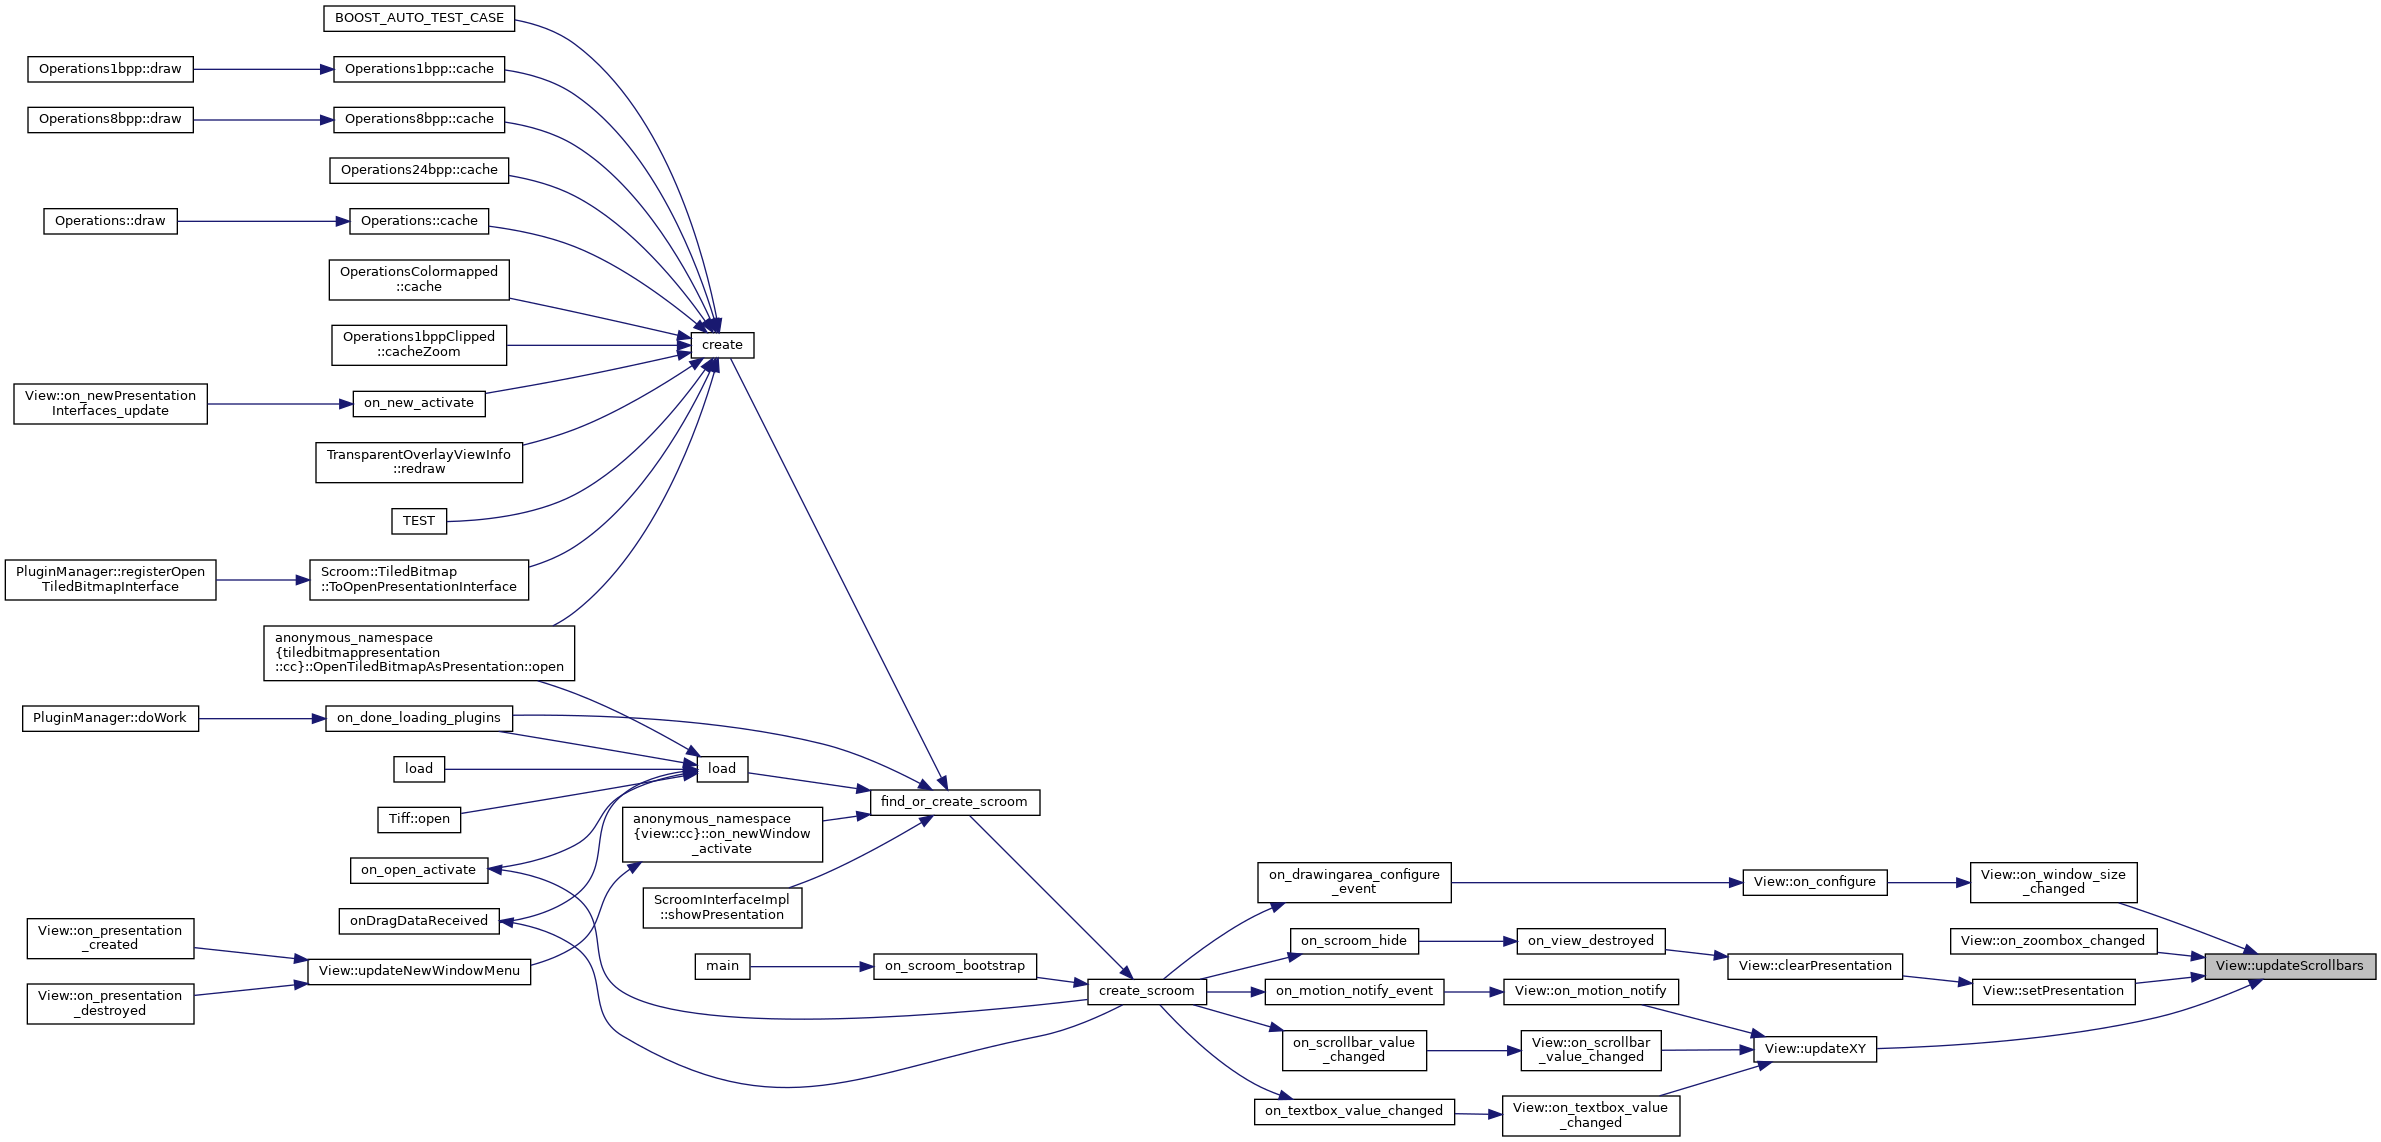 BOOST_AUTO_TEST_CASE
Operations1bpp::draw
Operations1bpp::cache
Operations8bpp::draw
Operations8bpp::cache
Operations24bpp::cache
Operations::draw
Operations::cache
OperationsColormapped
::cache
Operations1bppClipped
::cacheZoom
create
View::on_newPresentation
Interfaces_update
on_new_activate
TransparentOverlayViewInfo
::redraw
TEST
PluginManager::registerOpen
TiledBitmapInterface
Scroom::TiledBitmap
::ToOpenPresentationInterface
anonymous_namespace
{tiledbitmappresentation
::cc}::OpenTiledBitmapAsPresentation::open
PluginManager::doWork
on_done_loading_plugins
load
load
Tiff::open
find_or_create_scroom
anonymous_namespace
{view::cc}::on_newWindow
_activate
on_open_activate
ScroomInterfaceImpl
::showPresentation
onDragDataReceived
View::on_presentation
_created
View::updateNewWindowMenu
View::on_presentation
_destroyed
main
on_scroom_bootstrap
create_scroom
on_drawingarea_configure
_event
View::on_configure
View::on_window_size
_changed
on_scroom_hide
on_view_destroyed
View::clearPresentation
View::on_zoombox_changed
View::setPresentation
View::updateScrollbars
on_motion_notify_event
View::on_motion_notify
on_scrollbar_value
_changed
View::on_scrollbar
_value_changed
View::updateXY
on_textbox_value_changed
View::on_textbox_value
_changed